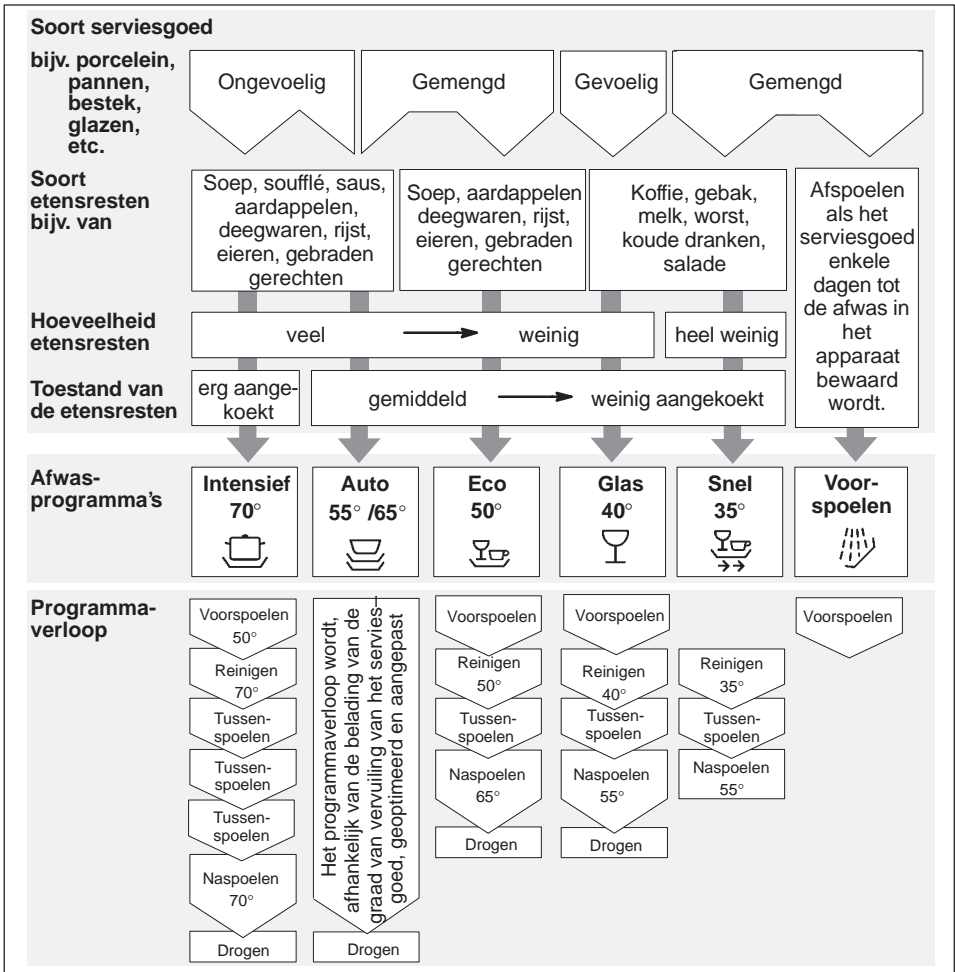 Soort serviesgoed
bijv. porcelein,
pannen,
bestek,
glazen,
etc.
Ongevoelig
Gemengd
Gevoelig
Gemengd
Soort
etensresten
bijv. van
Soep, soufflé, saus,
aardappelen,
deegwaren, rijst,
eieren, gebraden
gerechten
Soep, aardappelen
deegwaren, rijst,
eieren, gebraden
gerechten
Koffie, gebak,
melk, worst,
koude dranken,
salade
Afspoelen
als het
serviesgoed
enkele
dagen tot
de afwas in
het
apparaat
bewaard
wordt.
Hoeveelheid
etensresten
veel
weinig
heel weinig
Toestand van
de etensresten
erg aange-
koekt
gemiddeld
weinig aangekoekt
Afwas-
programma's
Intensief
70°
Auto
55° /65°
Eco
50°
Glas
40°
Snel
35°
Voor-
spoelen
Programma-
verloop
Voorspoelen
50°
Reinigen
70°
Tussen-
spoelen
Tussen-
spoelen
Tussen-
spoelen
Naspoelen
70°
Drogen
Het programmaverloop wordt,
afhankelijk van de belading van de
graad van vervuiling van het servies–
goed, geoptimeerd en aangepast
Drogen
Voorspoelen
Reinigen
50°
Tussen-
spoelen
Naspoelen
65°
Drogen
Voorspoelen
Reinigen
40°
Tussen-
spoelen
Naspoelen
55°
Drogen
Reinigen
35°
Tussen-
spoelen
Naspoelen
55°
Voorspoelen